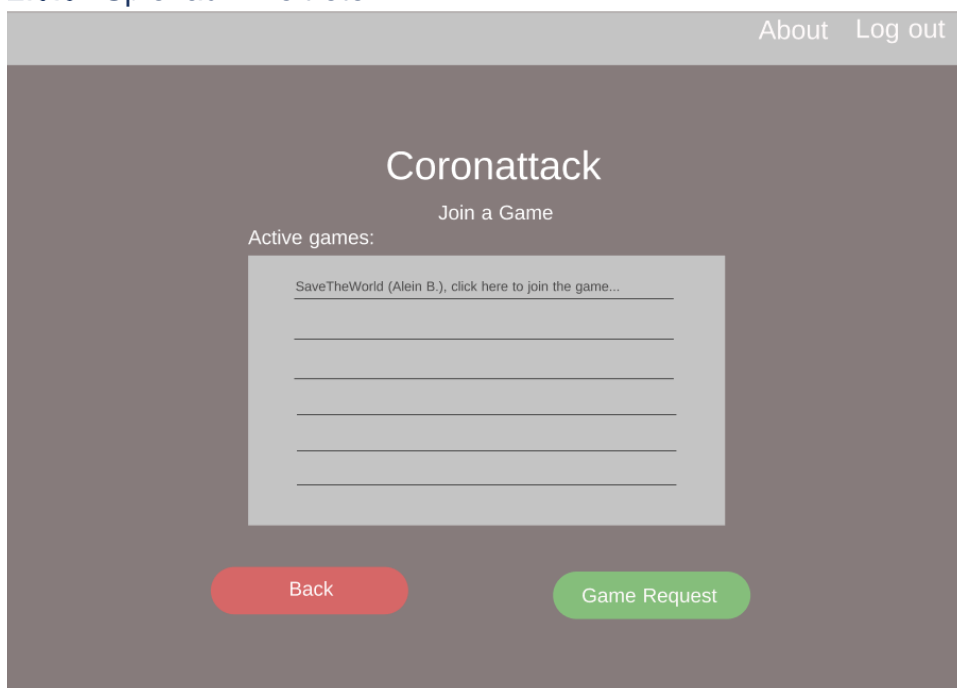 About Log out
Coronattack
Join a Game
Active games:
SaveTheWorld (Alein B.), click here to join the game...
Back
Game Request